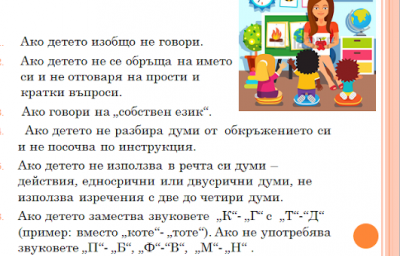 Ако детето изобщо не говори.
Ако детето не се обръща на името
си и не отговаря на прости и
кратки въпроси.
Ако говори на „собствен език“.
Ако детето не разбира думи от окръжението си
и не посочва по инструкция.
Ако детето не използва в речта си думи –
действия, едносрични или двусрични думи, не
използва изречения с две до четири думи.
Ако детето замества звуковете „К“- „Г“ с „Т“-“Д“
(пример: вместо „коте“- „тоте“). Ако не употребява
звуковете „П“- „Б“, „Ф“-“В“, „М“- „Н“ .